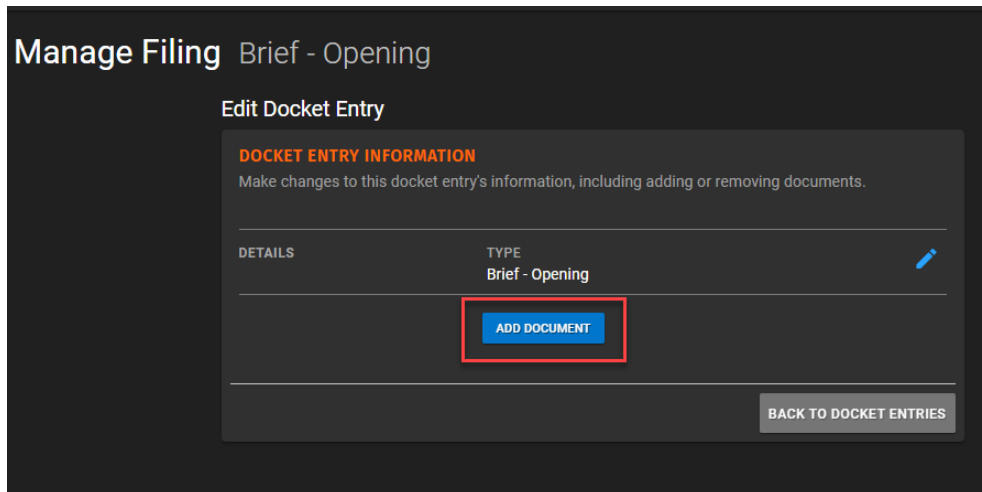 Manage Filing Brief - Opening
Edit Docket Entry
DOCKET ENTRY INFORMATION
Make changes to this docket entry's information, including adding or removing documents.
DETAILS
TYPE
Brief - Opening
ADD DOCUMENT
BACK TO DOCKET ENTRIES